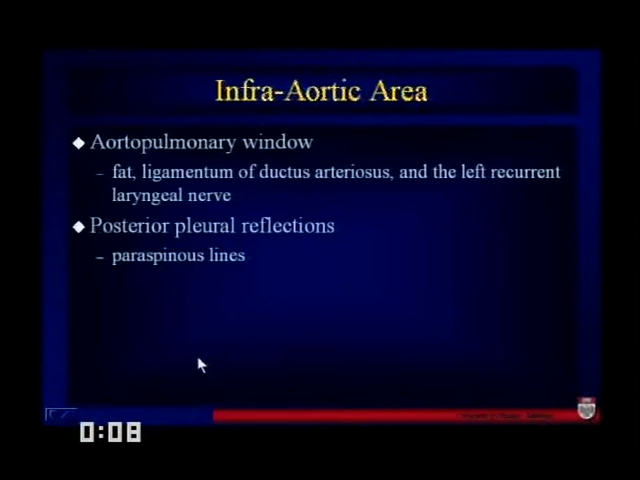 Infra-Aortic Area
Aortopulmonary window
– fat, ligamentum of ductus arteriosus, and the left recurrent
laryngeal nerve
Posterior pleural reflections
– paraspinous lines
0:08